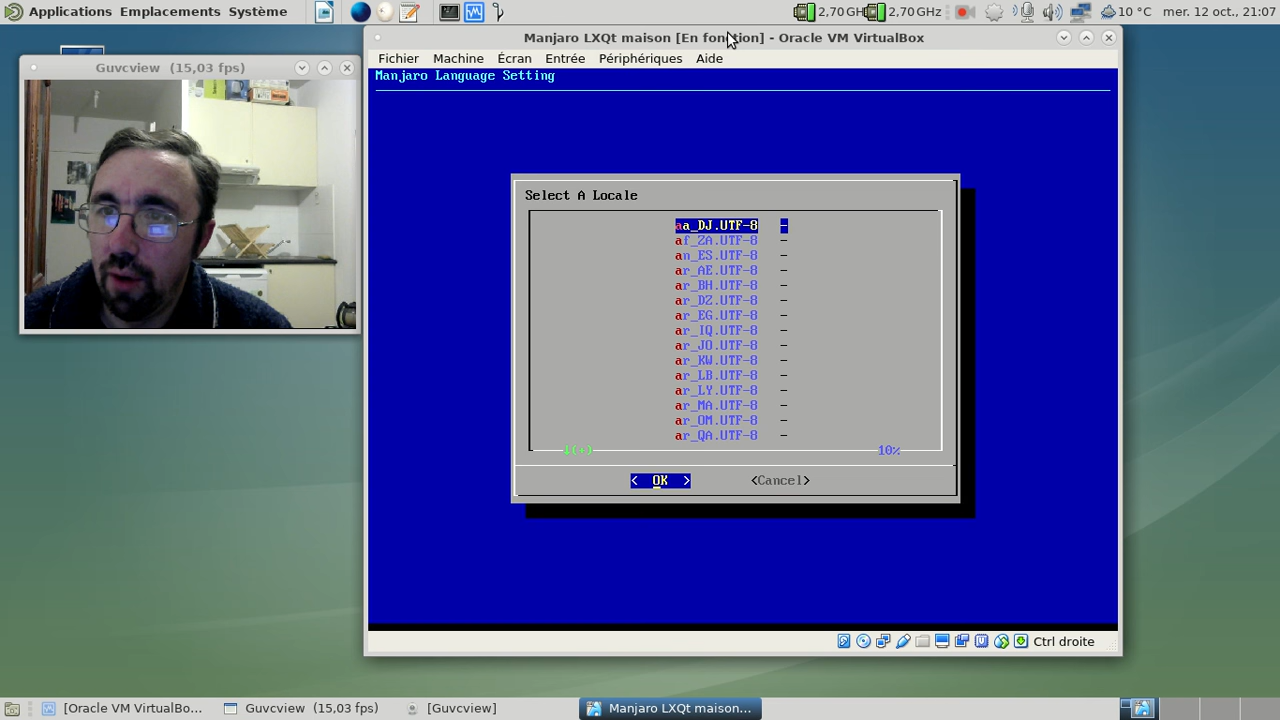 Applications Emplacements Système 2,70 GH 2,70 GHz 10 °C mer. 12 oct., 21:07
Guvcview (15,03 fps)
Manjaro LXQt maison [En fonction] - Oracle VM VirtualBox
Fichier Machine Écran Entrée Périphériques Aide
Manjaro Language Setting
Select A Locale
aa_DJ.UTF-8 -
af_ZA.UTF-8 -
an_ES.UTF-8 -
ar_AE.UTF-8 -
ar_BH.UTF-8 -
ar_DZ.UTF-8 -
ar_EG.UTF-8 -
ar_IQ.UTF-8 -
ar_JO.UTF-8 -
ar_KW.UTF-8 -
ar_LB.UTF-8 -
ar_LY.UTF-8 -
ar_MA.UTF-8 -
ar_OM.UTF-8 -
ar_QA.UTF-8 -
↓(+) 10%
< OK > <Cancel>
Ctrl droite
[Oracle VM VirtualBo... Guvcview (15,03 fps) [Guvcview] Manjaro LXQt maison...